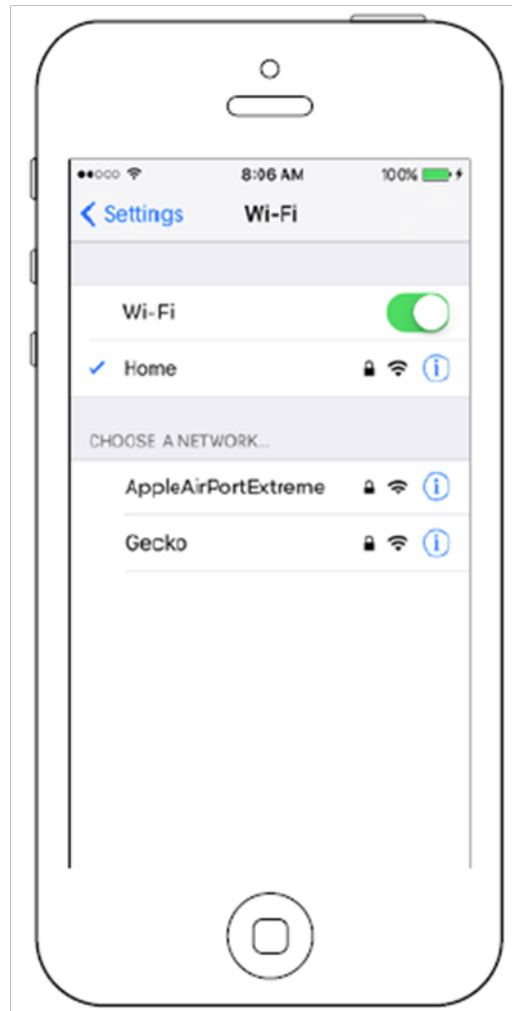 8:06 AM 100%
Settings Wi-Fi
Wi-Fi
Home
CHOOSE A NETWORK...
AppleAirPortExtreme
Gecko